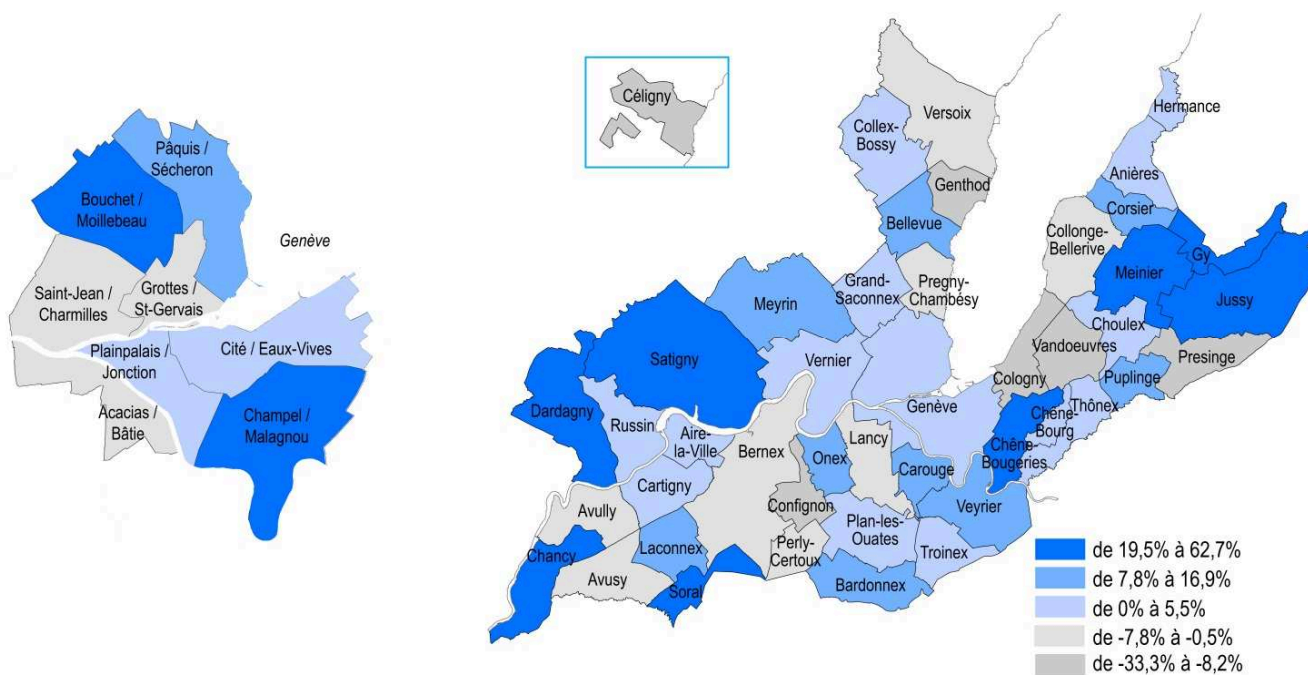 Pâquis /
Sécheron
Bouchet /
Moillebeau
Genève
Saint-Jean /
Charmilles
Grottes /
St-Gervais
Plainpalais /
Jonction
Cité / Eaux-Vives
Acacias /
Bâtie
Champel /
Malagnou
Céligny
Versoix
Collex-
Bossy
Genthod
Bellevue
Pregny-
Chambésy
Grand-
Saconnex
Meyrin
Satigny
Vernier
Dardagny
Russin
Aire-
la-Ville
Cartigny
Bernex
Onex
Lancy
Genève
Carouge
Confignon
Avully
Chancy
Avusy
Laconnex
Soral
Perly-
Certoux
Plan-les-
Ouates
Bardonnex
Troinex
Veyrier
Hermance
Anières
Corsier
Collonge-
Bellerive
Gy
Meinier
Jussy
Choulex
Vandoeuvres
Presinge
Cologny
Puplinge
Thônex
Chêne-
Bourg
Chêne-
Bougeries
de 19,5% à 62,7%
de 7,8% à 16,9%
de 0% à 5,5%
de -7,8% à -0,5%
de -33,3% à -8,2%